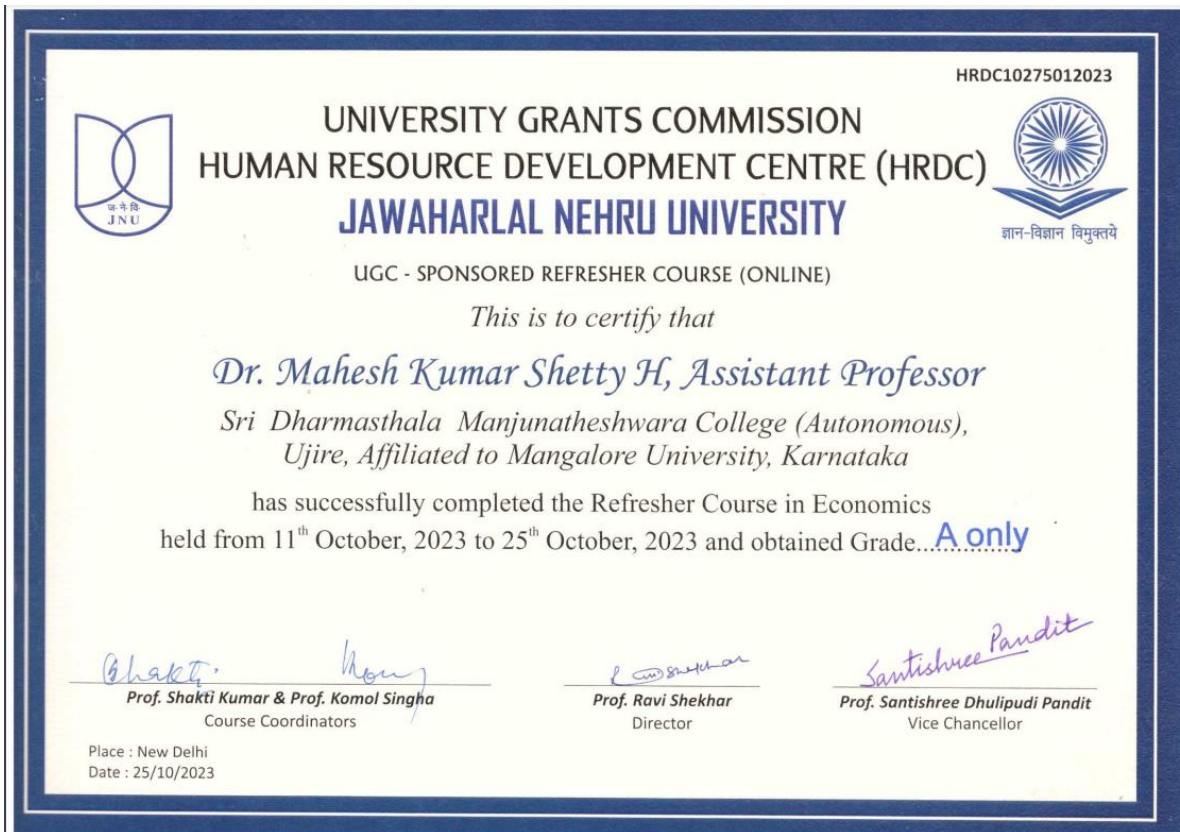 HRDC10275012023
UNIVERSITY GRANTS COMMISSION
HUMAN RESOURCE DEVELOPMENT CENTRE (HRDC)
JAWAHARLAL NEHRU UNIVERSITY
ज·ने·वि·
JNU
ज्ञान-विज्ञान विमुक्तये
UGC - SPONSORED REFRESHER COURSE (ONLINE)
This is to certify that
Dr. Mahesh Kumar Shetty H, Assistant Professor
Sri Dharmasthala Manjunatheshwara College (Autonomous),
Ujire, Affiliated to Mangalore University, Karnataka
has successfully completed the Refresher Course in Economics
held from 11th October, 2023 to 25th October, 2023 and obtained Grade...A only
Santishree Pandit
Prof. Shakti Kumar & Prof. Komol Singha
Course Coordinators
Prof. Ravi Shekhar
Director
Prof. Santishree Dhulipudi Pandit
Vice Chancellor
Place : New Delhi
Date : 25/10/2023